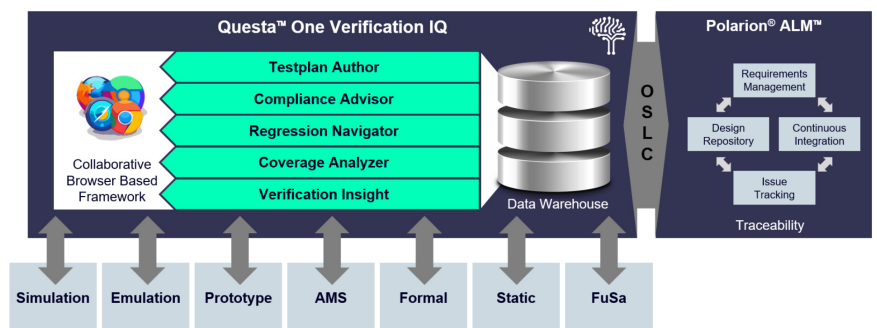 Questa™ One Verification IQ
Testplan Author
Compliance Advisor
Regression Navigator
Coverage Analyzer
Verification Insight
Collaborative
Browser Based
Framework
Data Warehouse
OSLC
Polarion® ALM™
Requirements
Management
Design
Repository
Continuous
Integration
Issue
Tracking
Traceability
Simulation
Emulation
Prototype
AMS
Formal
Static
FuSa